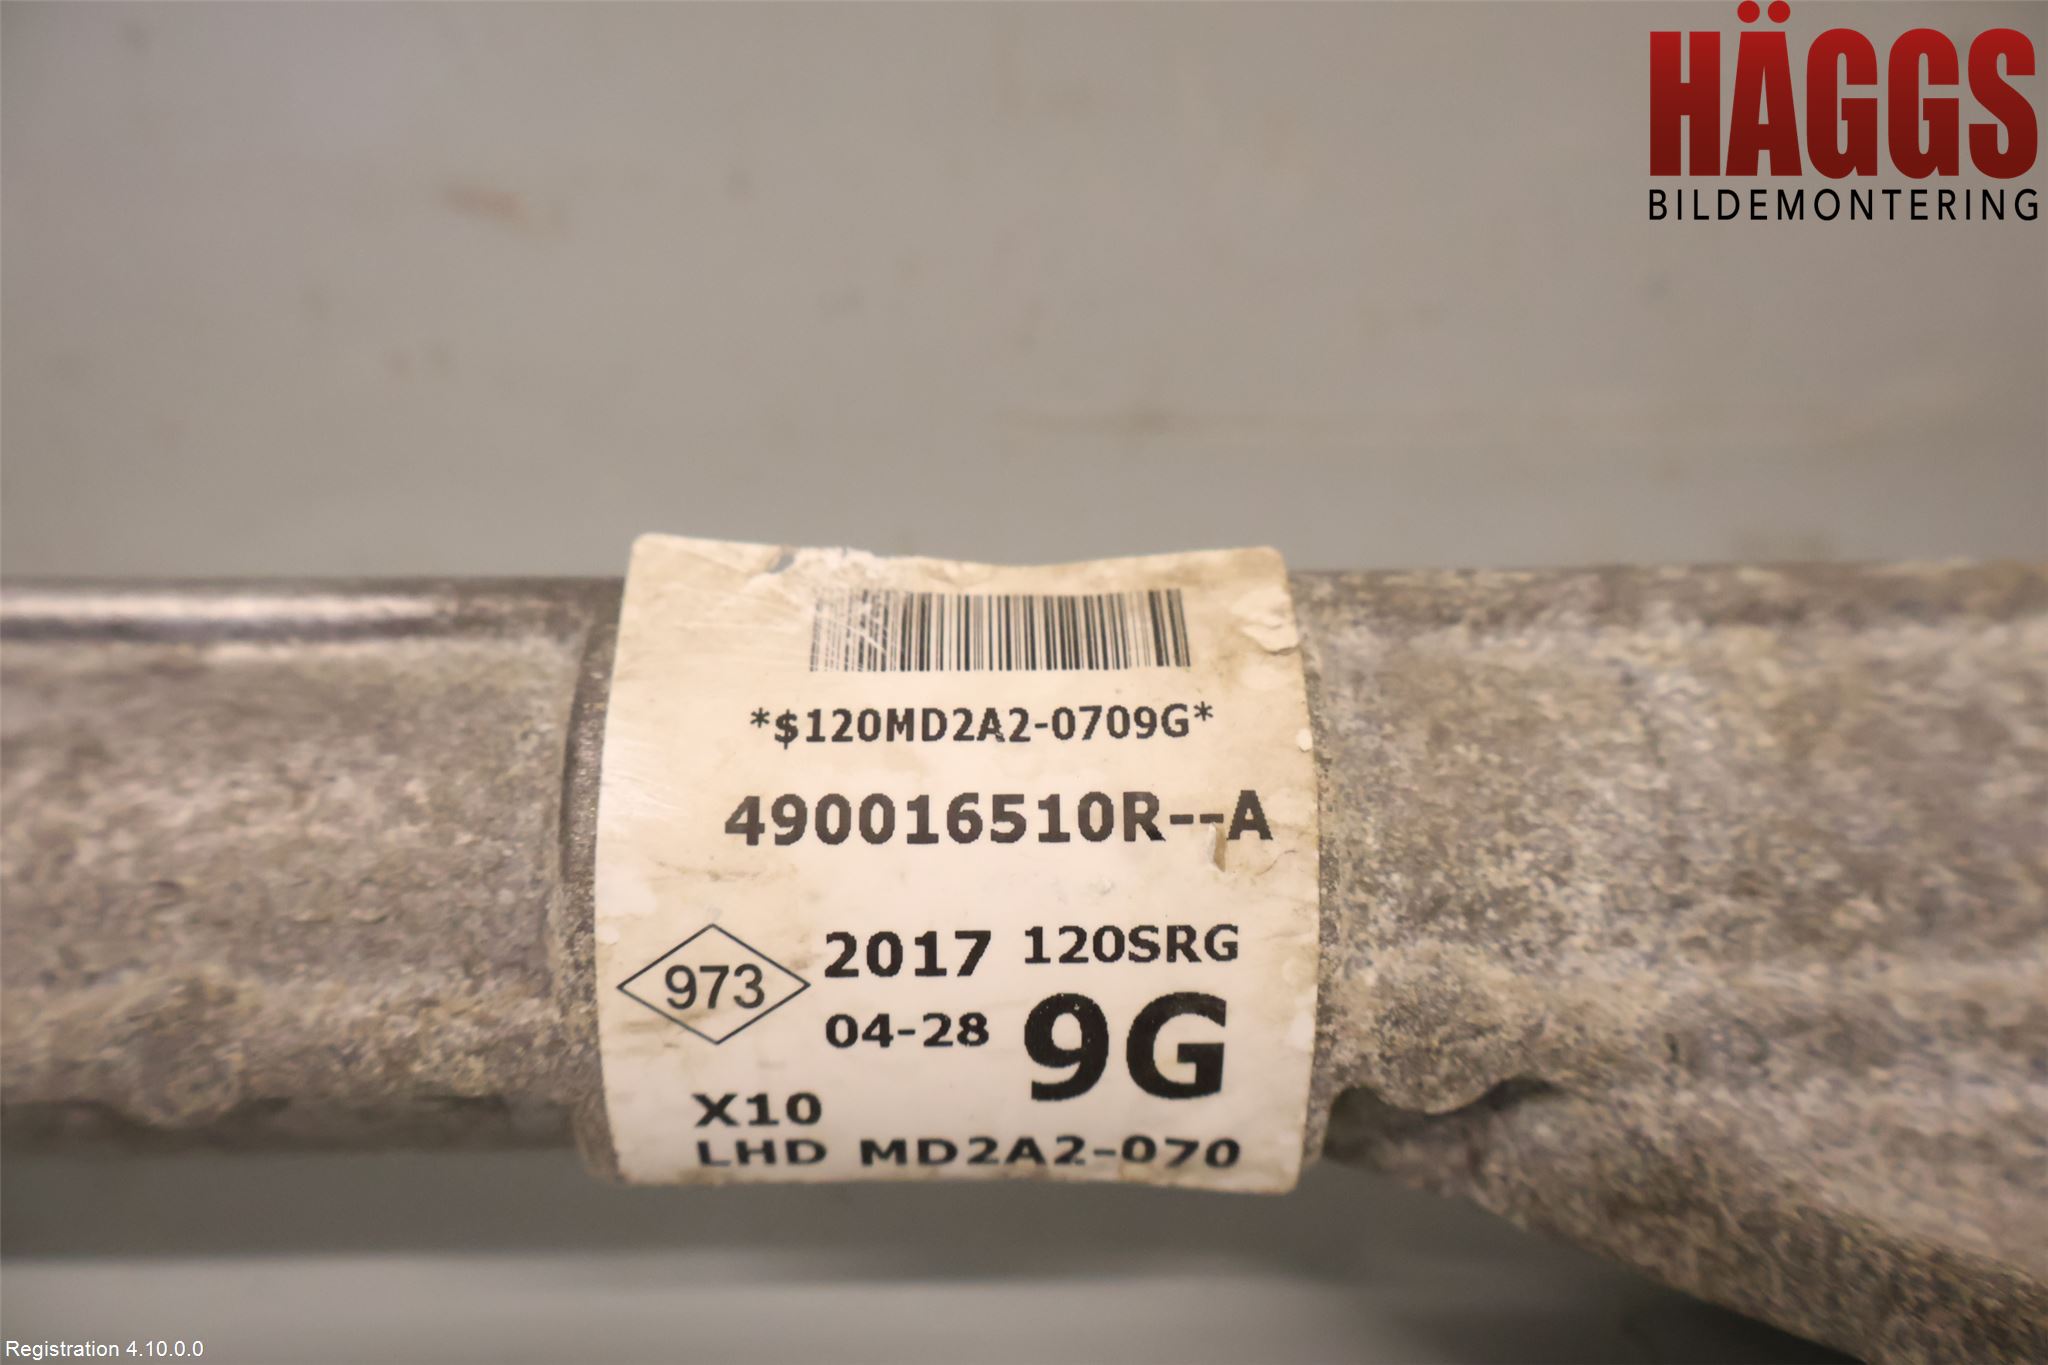 HÄGGS
BILDEMONTERING
*$120MD2A2-0709G*
490016510R--A
973
2017 120SRG
04-28 9G
X10
LHD MD2A2-070
Registration 4.10.0.0